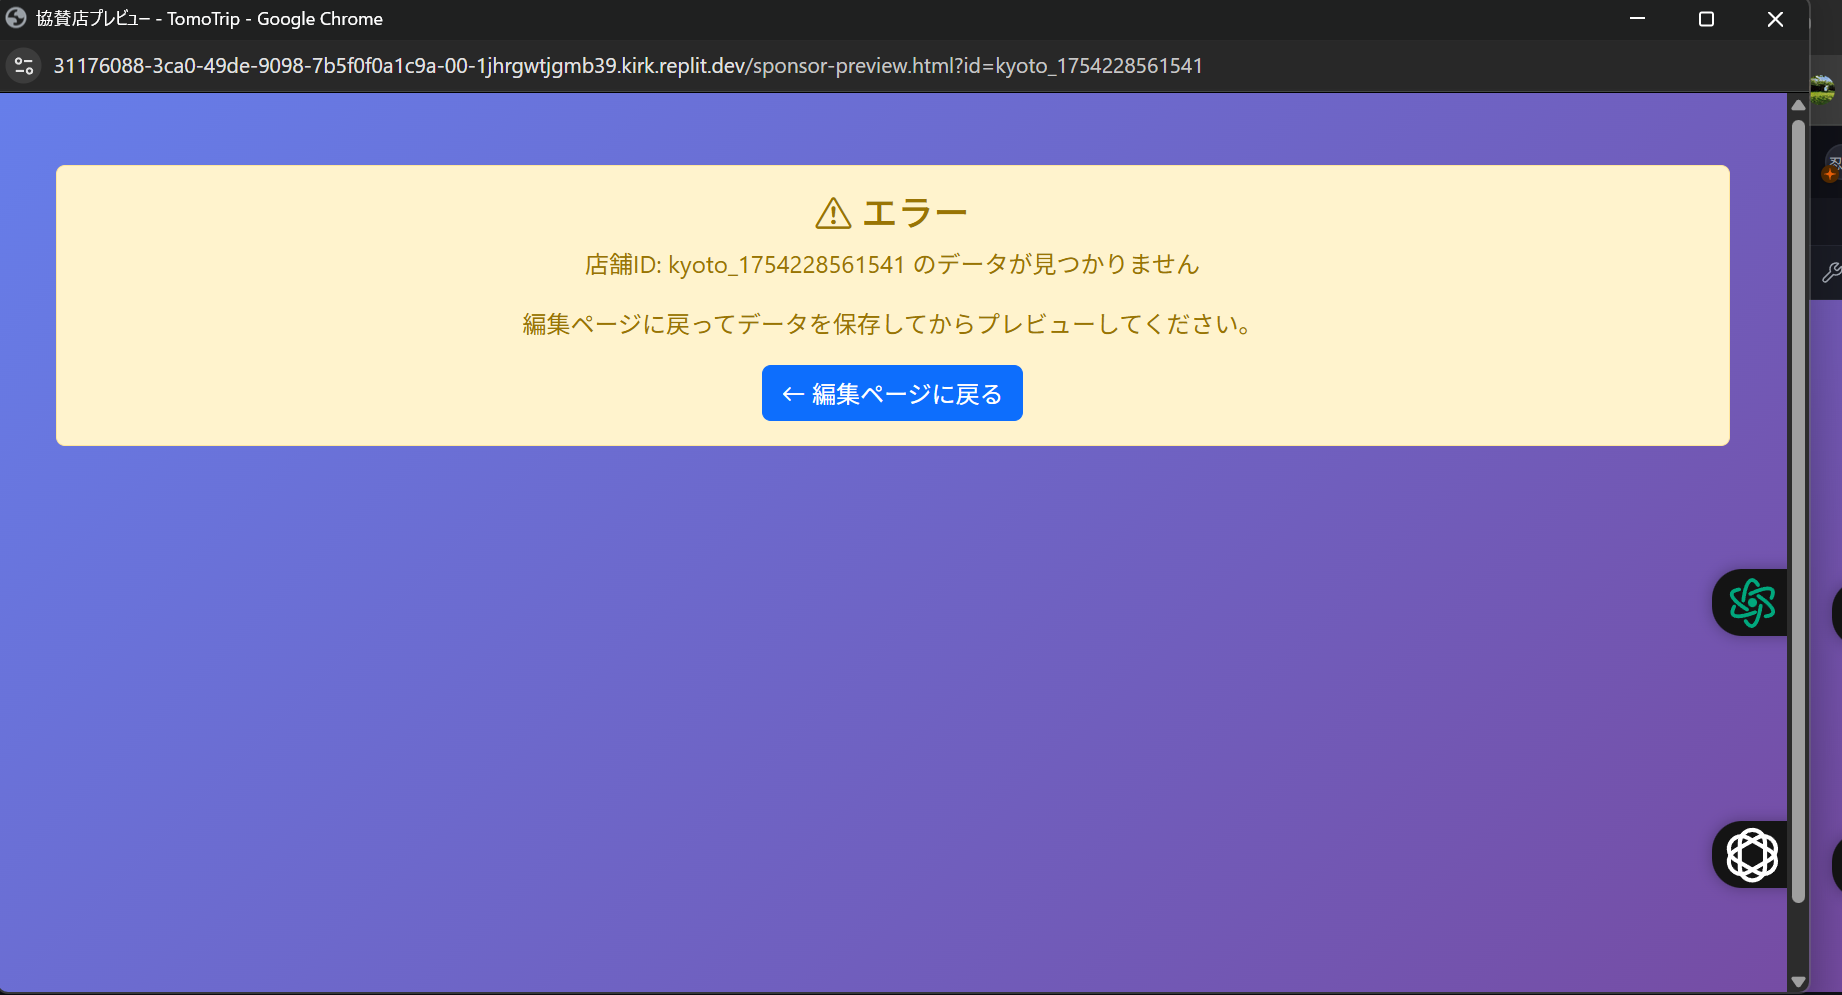 協賛店プレビュー - TomoTrip - Google Chrome
31176088-3ca0-49de-9098-7b5f0f0a1c9a-00-1jhrgwtjgmb39.kirk.replit.dev/sponsor-preview.html?id=kyoto_1754228561541
エラー
店舗ID: kyoto_1754228561541 のデータが見つかりません
編集ページに戻ってデータを保存してからプレビューしてください。
← 編集ページに戻る